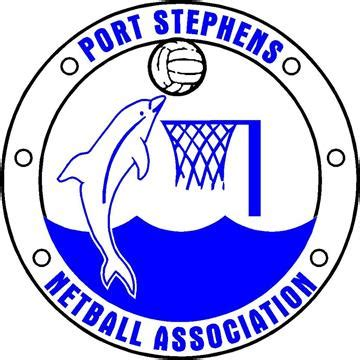 PORT STEPHENS
NETBALL ASSOCIATION